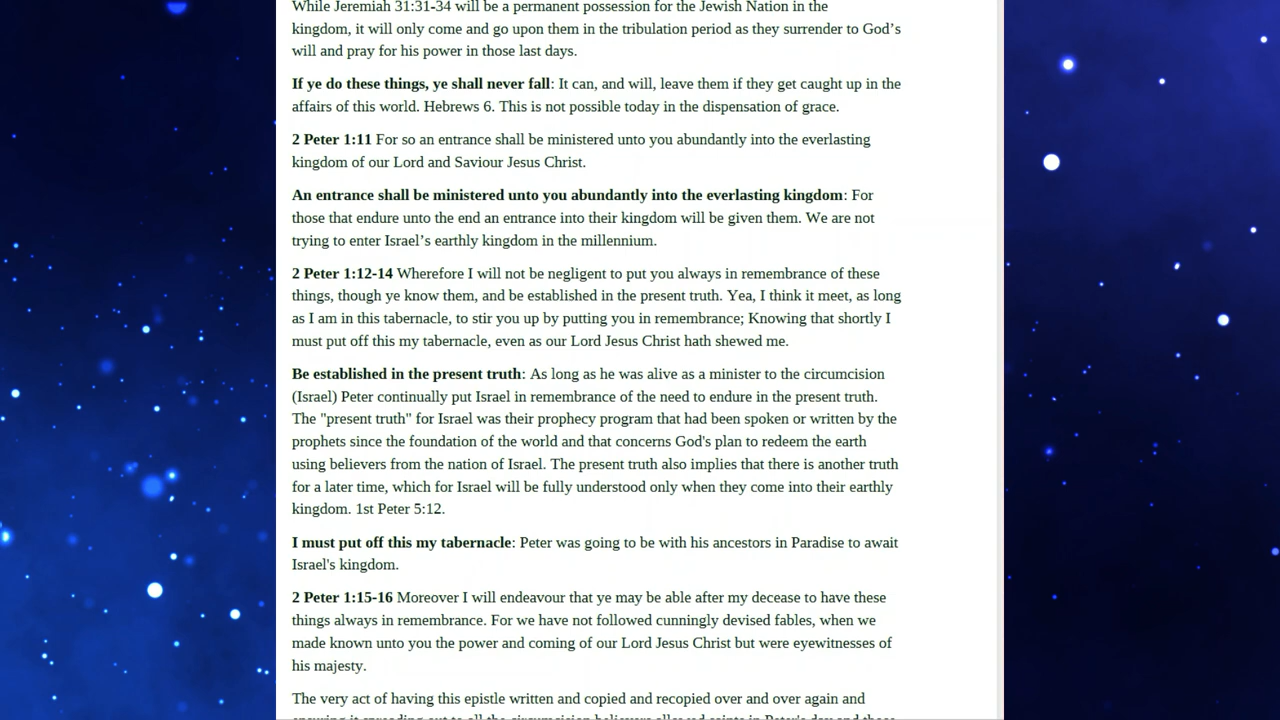 While Jeremiah 31:31-34 will be a permanent possession for the Jewish Nation in the
kingdom, it will only come and go upon them in the tribulation period as they surrender to God’s
will and pray for his power in those last days.
If ye do these things, ye shall never fall: It can, and will, leave them if they get caught up in the
affairs of this world. Hebrews 6. This is not possible today in the dispensation of grace.
2 Peter 1:11 For so an entrance shall be ministered unto you abundantly into the everlasting
kingdom of our Lord and Saviour Jesus Christ.
An entrance shall be ministered unto you abundantly into the everlasting kingdom: For
those that endure unto the end an entrance into their kingdom will be given them. We are not
trying to enter Israel’s earthly kingdom in the millennium.
2 Peter 1:12-14 Wherefore I will not be negligent to put you always in remembrance of these
things, though ye know them, and be established in the present truth. Yea, I think it meet, as long
as I am in this tabernacle, to stir you up by putting you in remembrance; Knowing that shortly I
must put off this my tabernacle, even as our Lord Jesus Christ hath shewed me.
Be established in the present truth: As long as he was alive as a minister to the circumcision
(Israel) Peter continually put Israel in remembrance of the need to endure in the present truth.
The "present truth" for Israel was their prophecy program that had been spoken or written by the
prophets since the foundation of the world and that concerns God's plan to redeem the earth
using believers from the nation of Israel. The present truth also implies that there is another truth
for a later time, which for Israel will be fully understood only when they come into their earthly
kingdom. 1st Peter 5:12.
I must put off this my tabernacle: Peter was going to be with his ancestors in Paradise to await
Israel's kingdom.
2 Peter 1:15-16 Moreover I will endeavour that ye may be able after my decease to have these
things always in remembrance. For we have not followed cunningly devised fables, when we
made known unto you the power and coming of our Lord Jesus Christ but were eyewitnesses of
his majesty.
The very act of having this epistle written and copied and recopied over and over again and